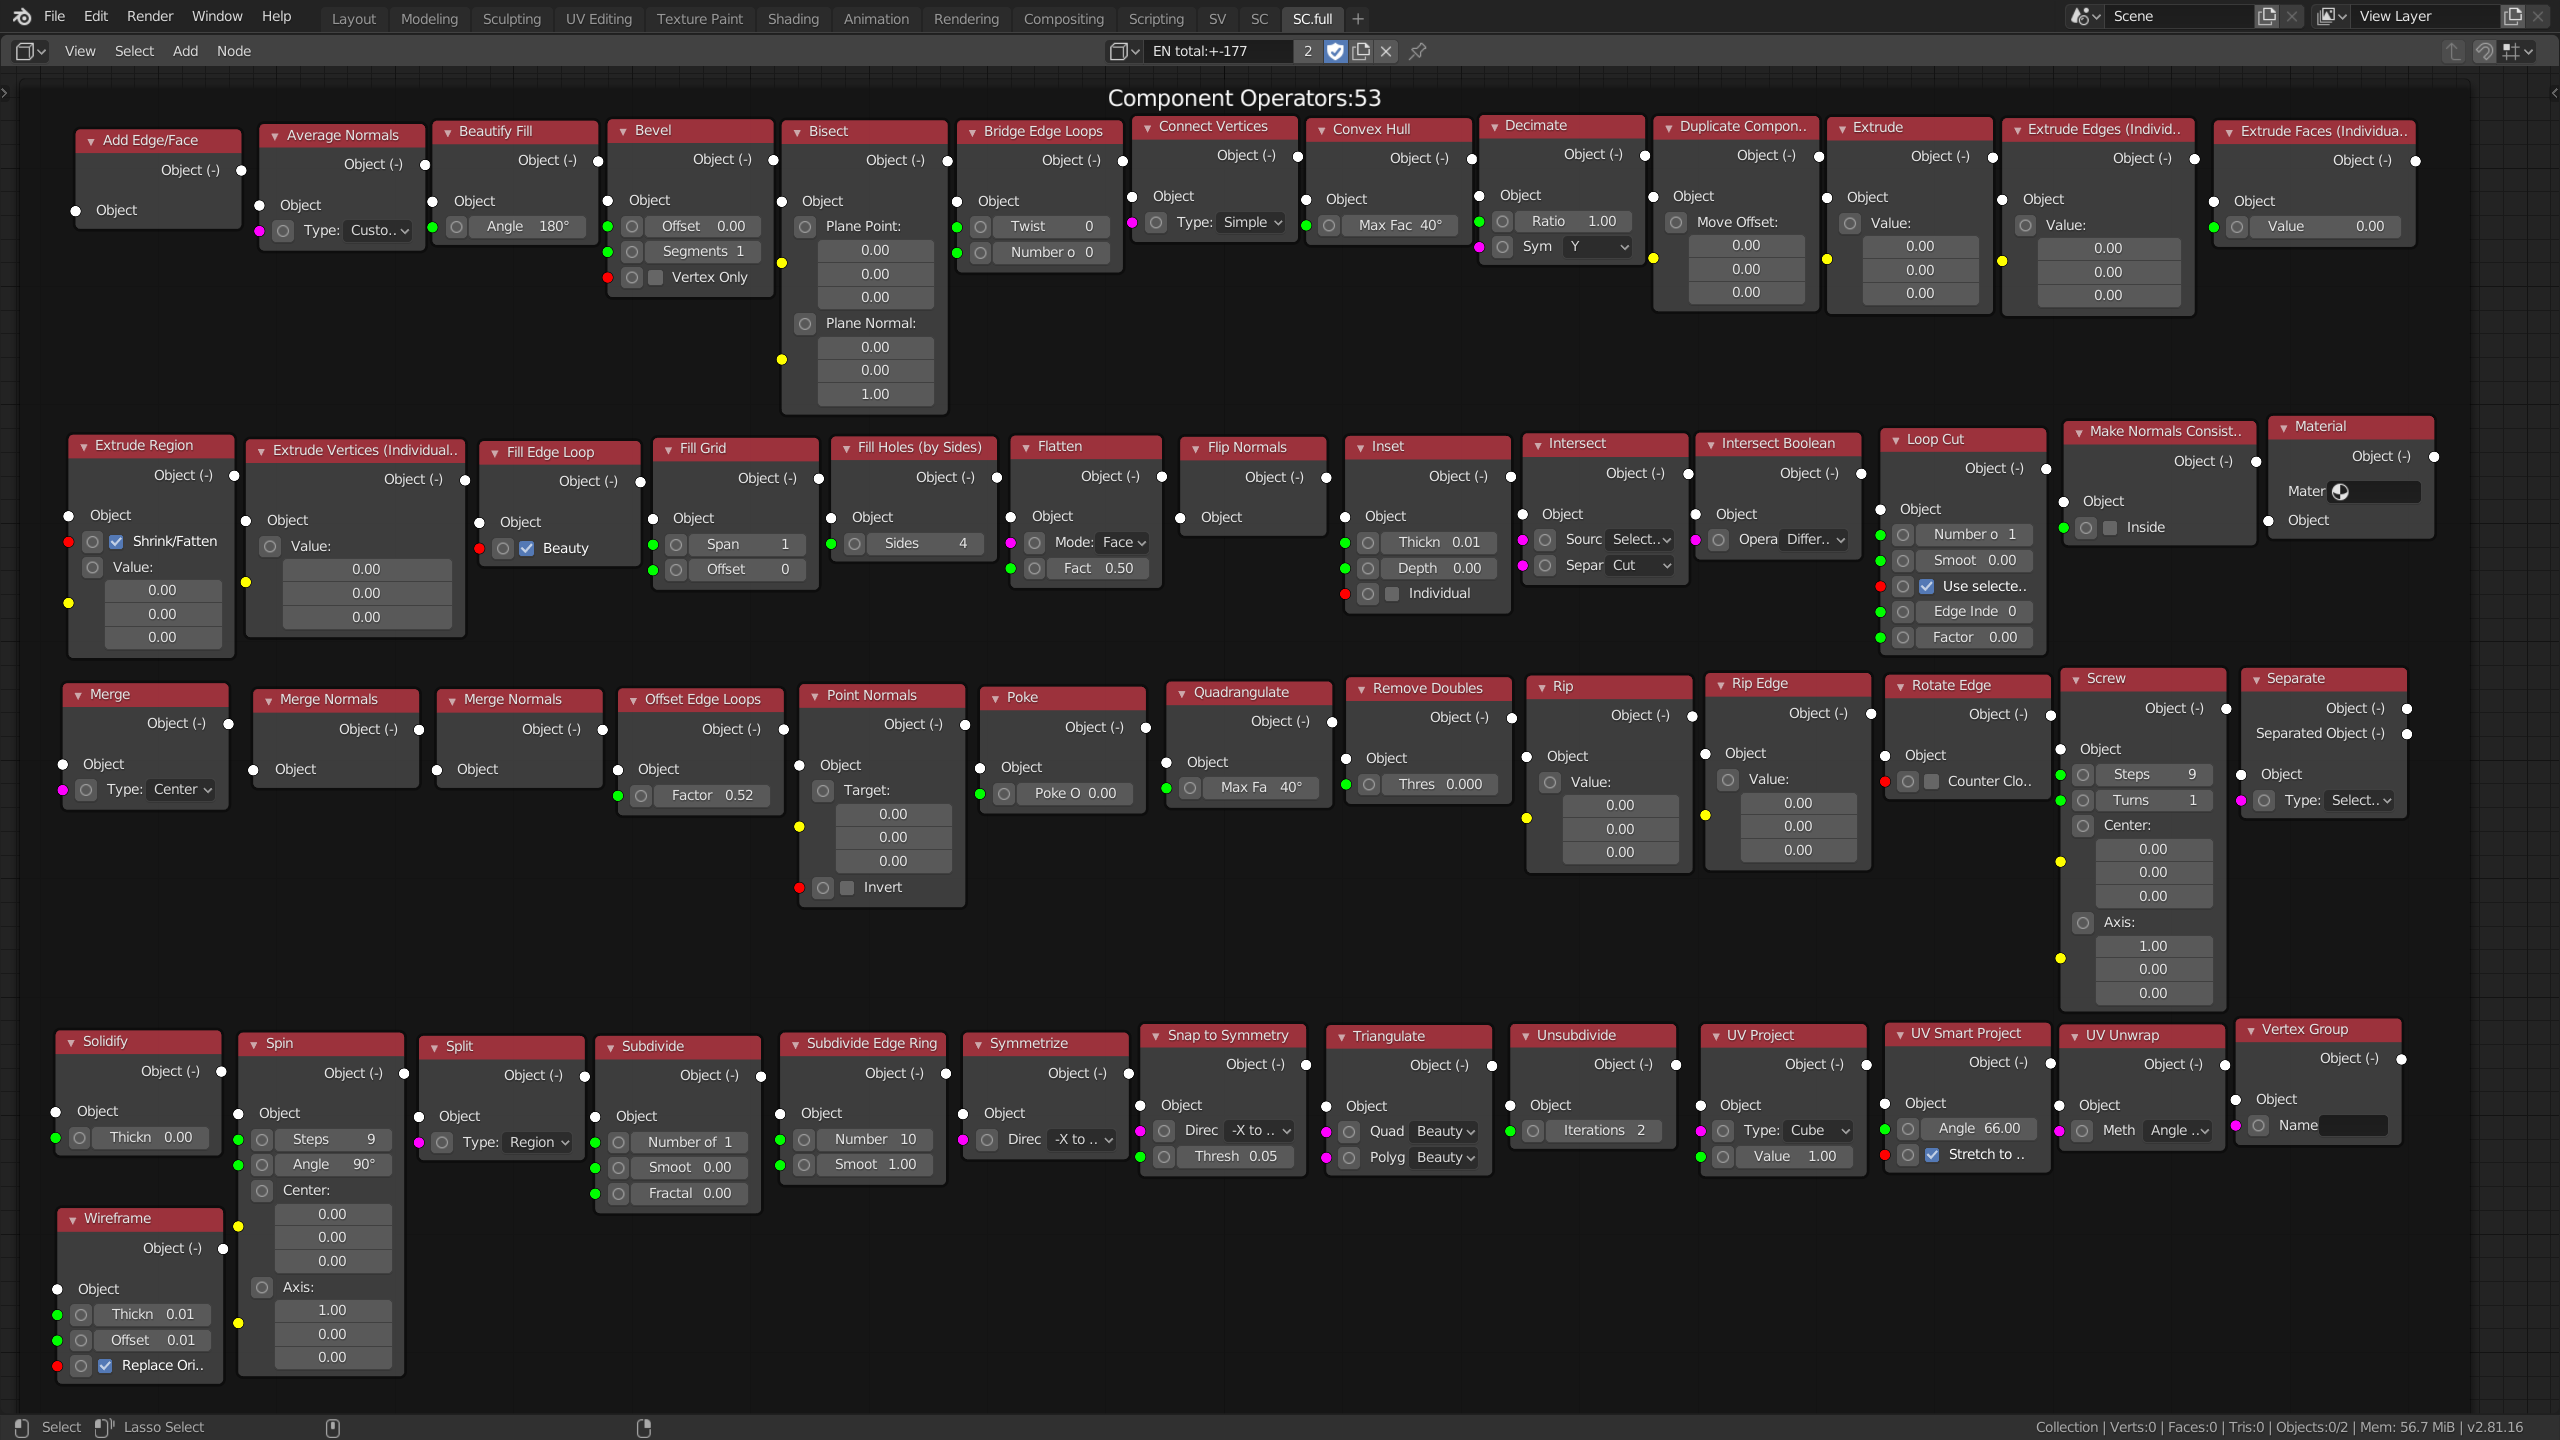 File Edit Render Window Help Layout Modeling Sculpting UV Editing Texture Paint Shading Animation Rendering Compositing Scripting SV SC SC.full + Scene View Layer
View Select Add Node EN total:+-177 2
Component Operators:53
Add Edge/Face
Object (-)
Object
Average Normals
Object (-)
Object
Type: Custo..
Beautify Fill
Object (-)
Object
Angle 180°
Bevel
Object (-)
Object
Offset 0.00
Segments 1
Vertex Only
Bisect
Object (-)
Object
Plane Point:
0.00
0.00
0.00
Plane Normal:
0.00
0.00
1.00
Bridge Edge Loops
Object (-)
Object
Twist 0
Number o 0
Connect Vertices
Object (-)
Object
Type: Simple
Convex Hull
Object (-)
Object
Max Fac 40°
Decimate
Object (-)
Object
Ratio 1.00
Sym Y
Duplicate Compon..
Object (-)
Object
Move Offset:
0.00
0.00
0.00
Extrude
Object (-)
Object
Value:
0.00
0.00
0.00
Extrude Edges (Individ..
Object (-)
Object
Value:
0.00
0.00
0.00
Extrude Faces (Individua..
Object (-)
Object
Value 0.00
Extrude Region
Object (-)
Object
Shrink/Fatten
Value:
0.00
0.00
0.00
Extrude Vertices (Individual..
Object (-)
Object
Value:
0.00
0.00
0.00
Fill Edge Loop
Object (-)
Object
Beauty
Fill Grid
Object (-)
Object
Span 1
Offset 0
Fill Holes (by Sides)
Object (-)
Object
Sides 4
Flatten
Object (-)
Object
Mode: Face
Fact 0.50
Flip Normals
Object (-)
Object
Inset
Object (-)
Object
Thickn 0.01
Depth 0.00
Individual
Intersect
Object (-)
Object
Sourc Select..
Separ Cut
Intersect Boolean
Object (-)
Object
Opera Differ..
Loop Cut
Object (-)
Object
Number o 1
Smoot 0.00
Use selecte..
Edge Inde 0
Factor 0.00
Make Normals Consist..
Object (-)
Object
Inside
Material
Object (-)
Mater
Object
Merge
Object (-)
Object
Type: Center
Merge Normals
Object (-)
Object
Merge Normals
Object (-)
Object
Offset Edge Loops
Object (-)
Object
Factor 0.52
Point Normals
Object (-)
Object
Target:
0.00
0.00
0.00
Invert
Poke
Object (-)
Object
Poke O 0.00
Quadrangulate
Object (-)
Object
Max Fa 40°
Remove Doubles
Object (-)
Object
Thres 0.000
Rip
Object (-)
Object
Value:
0.00
0.00
0.00
Rip Edge
Object (-)
Object
Value:
0.00
0.00
0.00
Rotate Edge
Object (-)
Object
Counter Clo..
Screw
Object (-)
Object
Steps 9
Turns 1
Center:
0.00
0.00
0.00
Axis:
1.00
0.00
0.00
Separate
Object (-)
Separated Object (-)
Object
Type: Select..
Solidify
Object (-)
Object
Thickn 0.00
Spin
Object (-)
Object
Steps 9
Angle 90°
Center:
0.00
0.00
0.00
Axis:
1.00
0.00
0.00
Split
Object (-)
Object
Type: Region
Subdivide
Object (-)
Object
Number of 1
Smoot 0.00
Fractal 0.00
Subdivide Edge Ring
Object (-)
Object
Number 10
Smoot 1.00
Symmetrize
Object (-)
Object
Direc -X to ..
Snap to Symmetry
Object (-)
Object
Direc -X to ..
Thresh 0.05
Triangulate
Object (-)
Object
Quad Beauty
Polyg Beauty
Unsubdivide
Object (-)
Object
Iterations 2
UV Project
Object (-)
Object
Type: Cube
Value 1.00
UV Smart Project
Object (-)
Object
Angle 66.00
Stretch to ..
UV Unwrap
Object (-)
Object
Meth Angle ..
Vertex Group
Object (-)
Object
Name
Wireframe
Object (-)
Object
Thickn 0.01
Offset 0.01
Replace Ori..
Select Lasso Select Collection | Verts:0 | Faces:0 | Tris:0 | Objects:0/2 | Mem: 56.7 MiB | v2.81.16